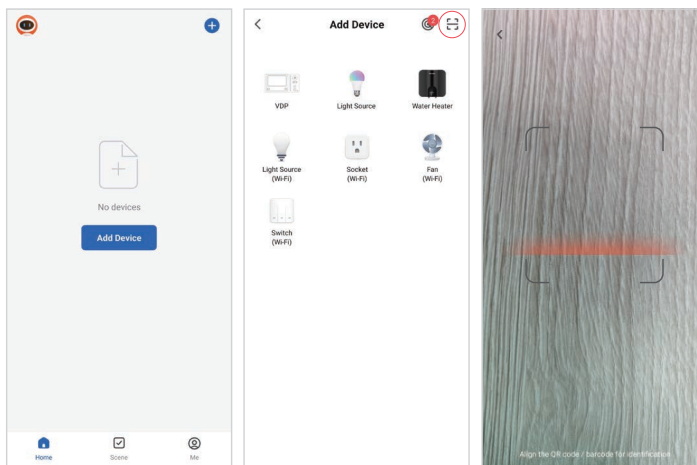 No devices
Add Device
Home
Scene
Me
Add Device
2
VDP
Light Source
Water Heater
Light Source
(Wi-Fi)
Socket
(Wi-Fi)
Fan
(Wi-Fi)
Switch
(Wi-Fi)
Align the QR code / barcode for identification